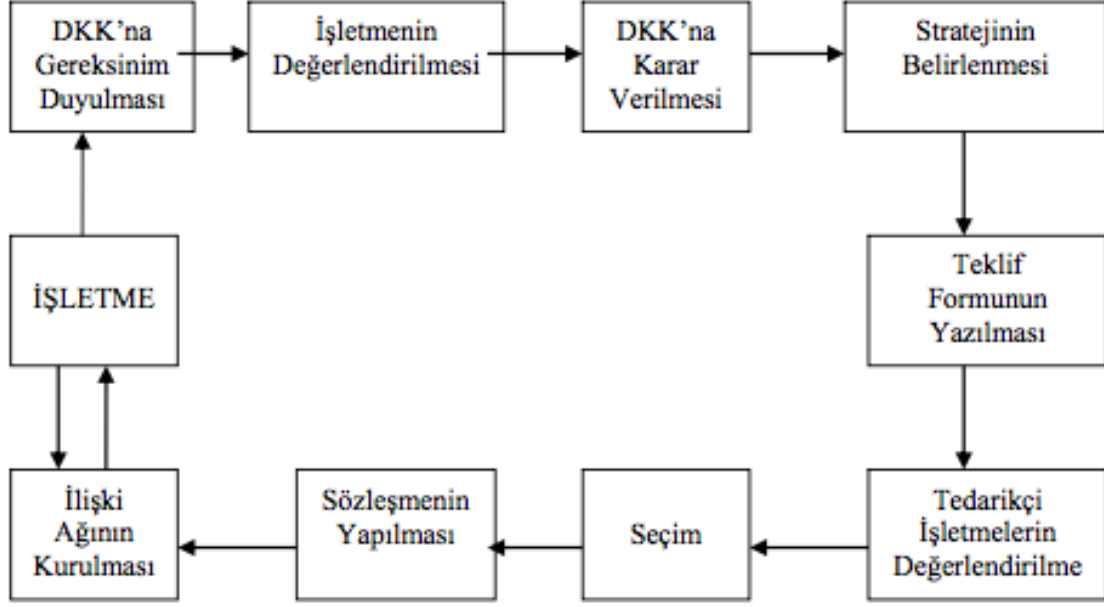 DKK’na
Gereksinim
Duyulması
İşletmenin
Değerlendirilmesi
DKK’na
Karar
Verilmesi
Stratejinin
Belirlenmesi
İŞLETME
Teklif
Formunun
Yazılması
İlişki
Ağının
Kurulması
Sözleşmenin
Yapılması
Seçim
Tedarikçi
İşletmelerin
Değerlendirilme